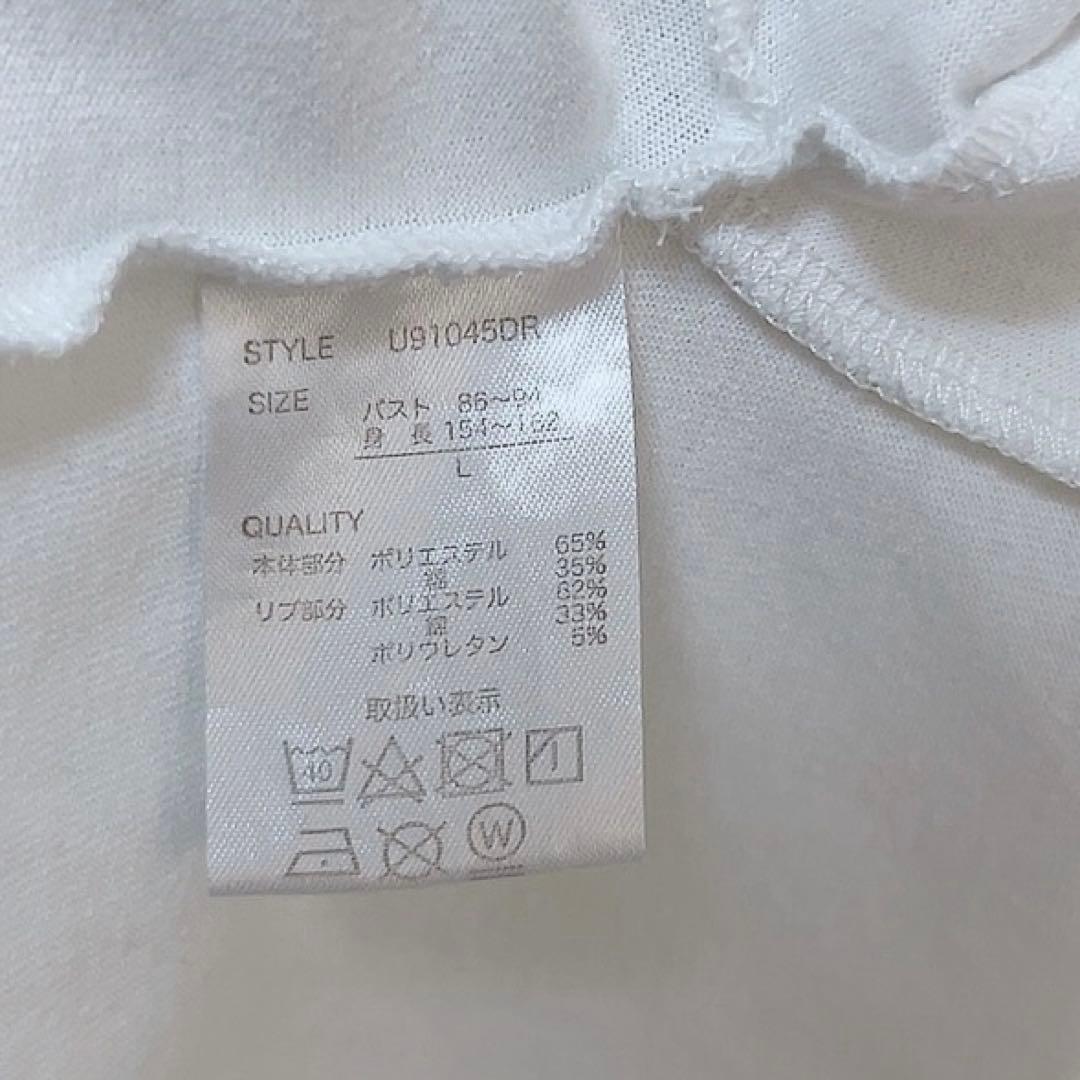 STYLE U91045DR
SIZE バスト 86～94
身 長 154～162
L
QUALITY
本体部分 ポリエステル 65%
綿 35%
リブ部分 ポリエステル 62%
綿 33%
ポリウレタン 5%
取扱い表示
40
W